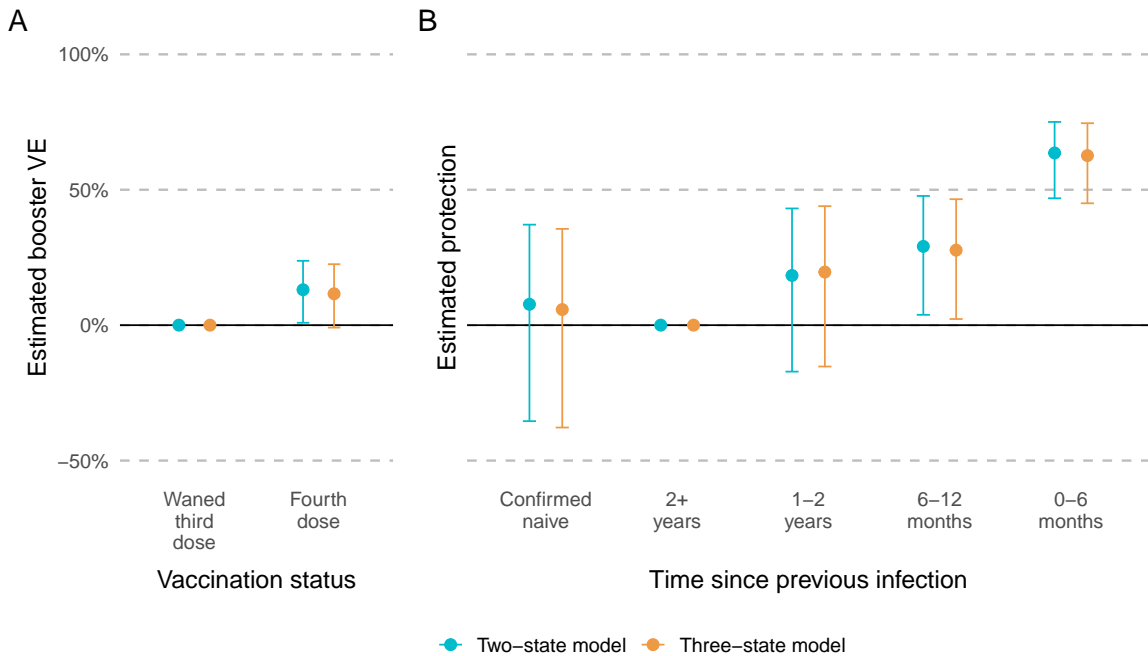 A
B
100%
50%
0%
−50%
Estimated booster VE
Estimated protection
Waned
third
dose
Fourth
dose
Confirmed
naive
2+
years
1−2
years
6−12
months
0−6
months
Vaccination status
Time since previous infection
Two−state model
Three−state model